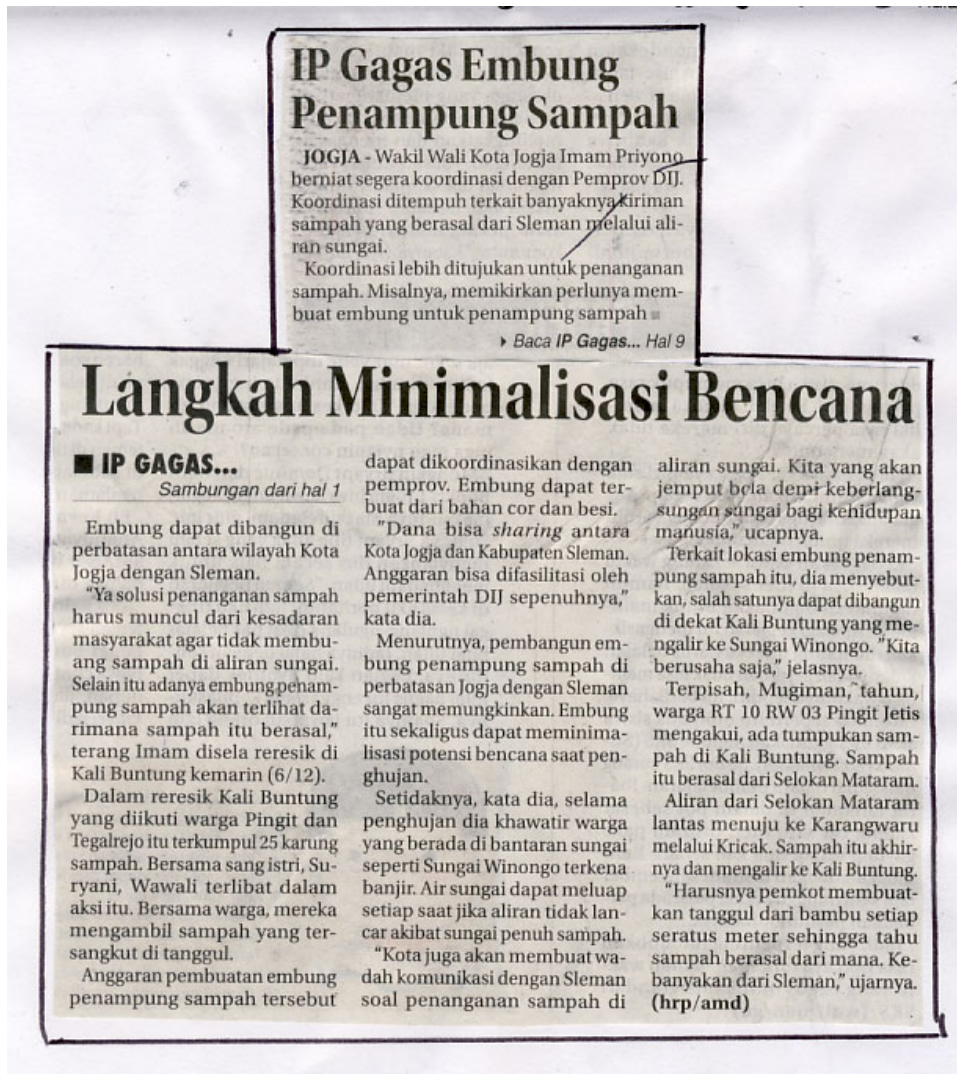 IP Gagas Embung
Penampung Sampah
JOGJA - Wakil Wali Kota Jogja Imam Priyono
berniat segera koordinasi dengan Pemprov DIJ.
Koordinasi ditempuh terkait banyaknya kiriman
sampah yang berasal dari Sleman melalui ali-
ran sungai.
Koordinasi lebih ditujukan untuk penanganan
sampah. Misalnya, memikirkan perlunya mem-
buat embung untuk penampung sampah
Baca IP Gagas... Hal 9
Langkah Minimalisasi Bencana
■ IP GAGAS...
Sambungan dari hal 1
Embung dapat dibangun di
perbatasan antara wilayah Kota
Jogja dengan Sleman.
"Ya solusi penanganan sampah
harus muncul dari kesadaran
masyarakat agar tidak membu-
ang sampah di aliran sungai.
Selain itu adanya embung penam-
pung sampah akan terlihat da-
rimana sampah itu berasal,"
terang Imam disela reresik di
Kali Buntung kemarin (6/12).
Dalam reresik Kali Buntung
yang diikuti warga Pingit dan
Tegalrejo itu terkumpul 25 karung
sampah. Bersama sang istri, Su-
ryani, Wawali terlibat dalam
aksi itu. Bersama warga, mereka
mengambil sampah yang ter-
sangkut di tanggul.
Anggaran pembuatan embung
penampung sampah tersebut
dapat dikoordinasikan dengan
pemprov. Embung dapat ter-
buat dari bahan cor dan besi.
"Dana bisa sharing antara
Kota Jogja dan Kabupaten Sleman.
Anggaran bisa difasilitasi oleh
pemerintah DIJ sepenuhnya,"
kata dia.
Menurutnya, pembangun em-
bung penampung sampah di
perbatasan Jogja dengan Sleman
sangat memungkinkan. Embung
itu sekaligus dapat meminima-
lisasi potensi bencana saat pen-
ghujan.
Setidaknya, kata dia, selama
penghujan dia khawatir warga
yang berada di bantaran sungai
seperti Sungai Winongo terkena
banjir. Air sungai dapat meluap
setiap saat jika aliran tidak lan-
car akibat sungai penuh sampah.
"Kota juga akan membuat wa-
dah komunikasi dengan Sleman
soal penanganan sampah di
aliran sungai. Kita yang akan
jemput bola demi keberlang-
sungan sungai bagi kehidupan
manusia," ucapnya.
Terkait lokasi embung penam-
pung sampah itu, dia menyebut-
kan, salah satunya dapat dibangun
di dekat Kali Buntung yang me-
ngalir ke Sungai Winongo. "Kita
berusaha saja," jelasnya.
Terpisah, Mugiman, tahun,
warga RT 10 RW 03 Pingit Jetis
mengakui, ada tumpukan sam-
pah di Kali Buntung. Sampah
itu berasal dari Selokan Mataram.
Aliran dari Selokan Mataram
lantas menuju ke Karangwaru
melalui Kricak. Sampah itu akhir-
nya dan mengalir ke Kali Buntung.
"Harusnya pemkot membuat-
kan tanggul dari bambu setiap
seratus meter sehingga tahu
sampah berasal dari mana. Ke-
banyakan dari Sleman," ujarnya.
(hrp/amd)